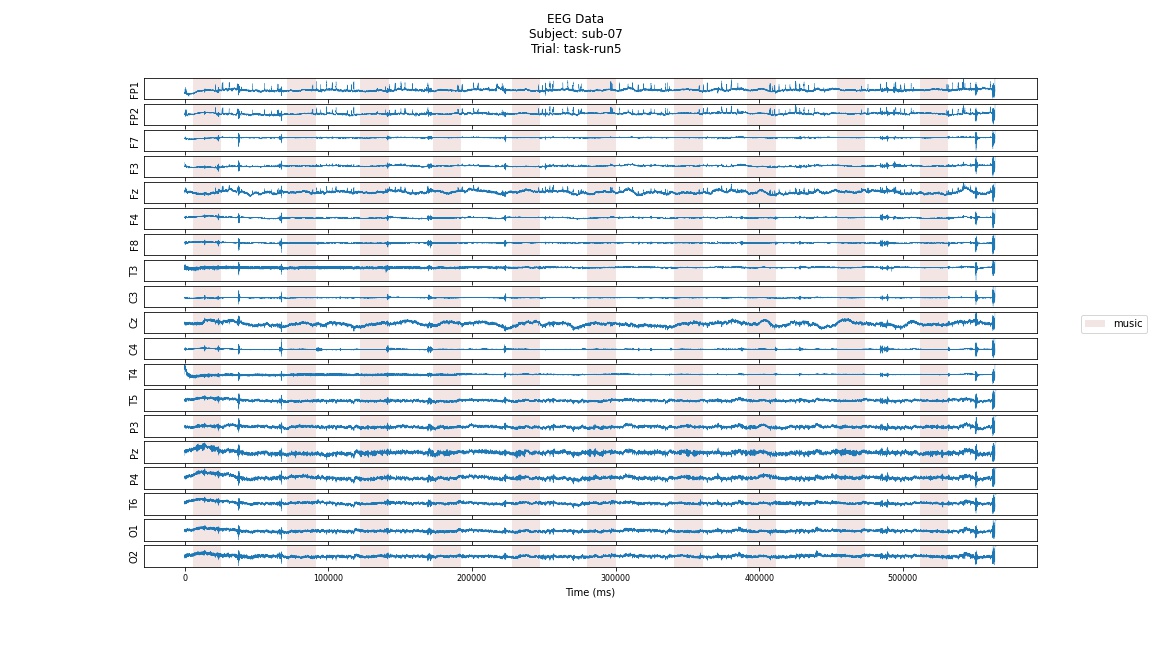 EEG Data
Subject: sub-07
Trial: task-run5
FP1
FP2
F7
F3
Fz
F4
F8
T3
C3
Cz
C4
T4
T5
P3
Pz
P4
T6
O1
O2
music
0 100000 200000 300000 400000 500000
Time (ms)